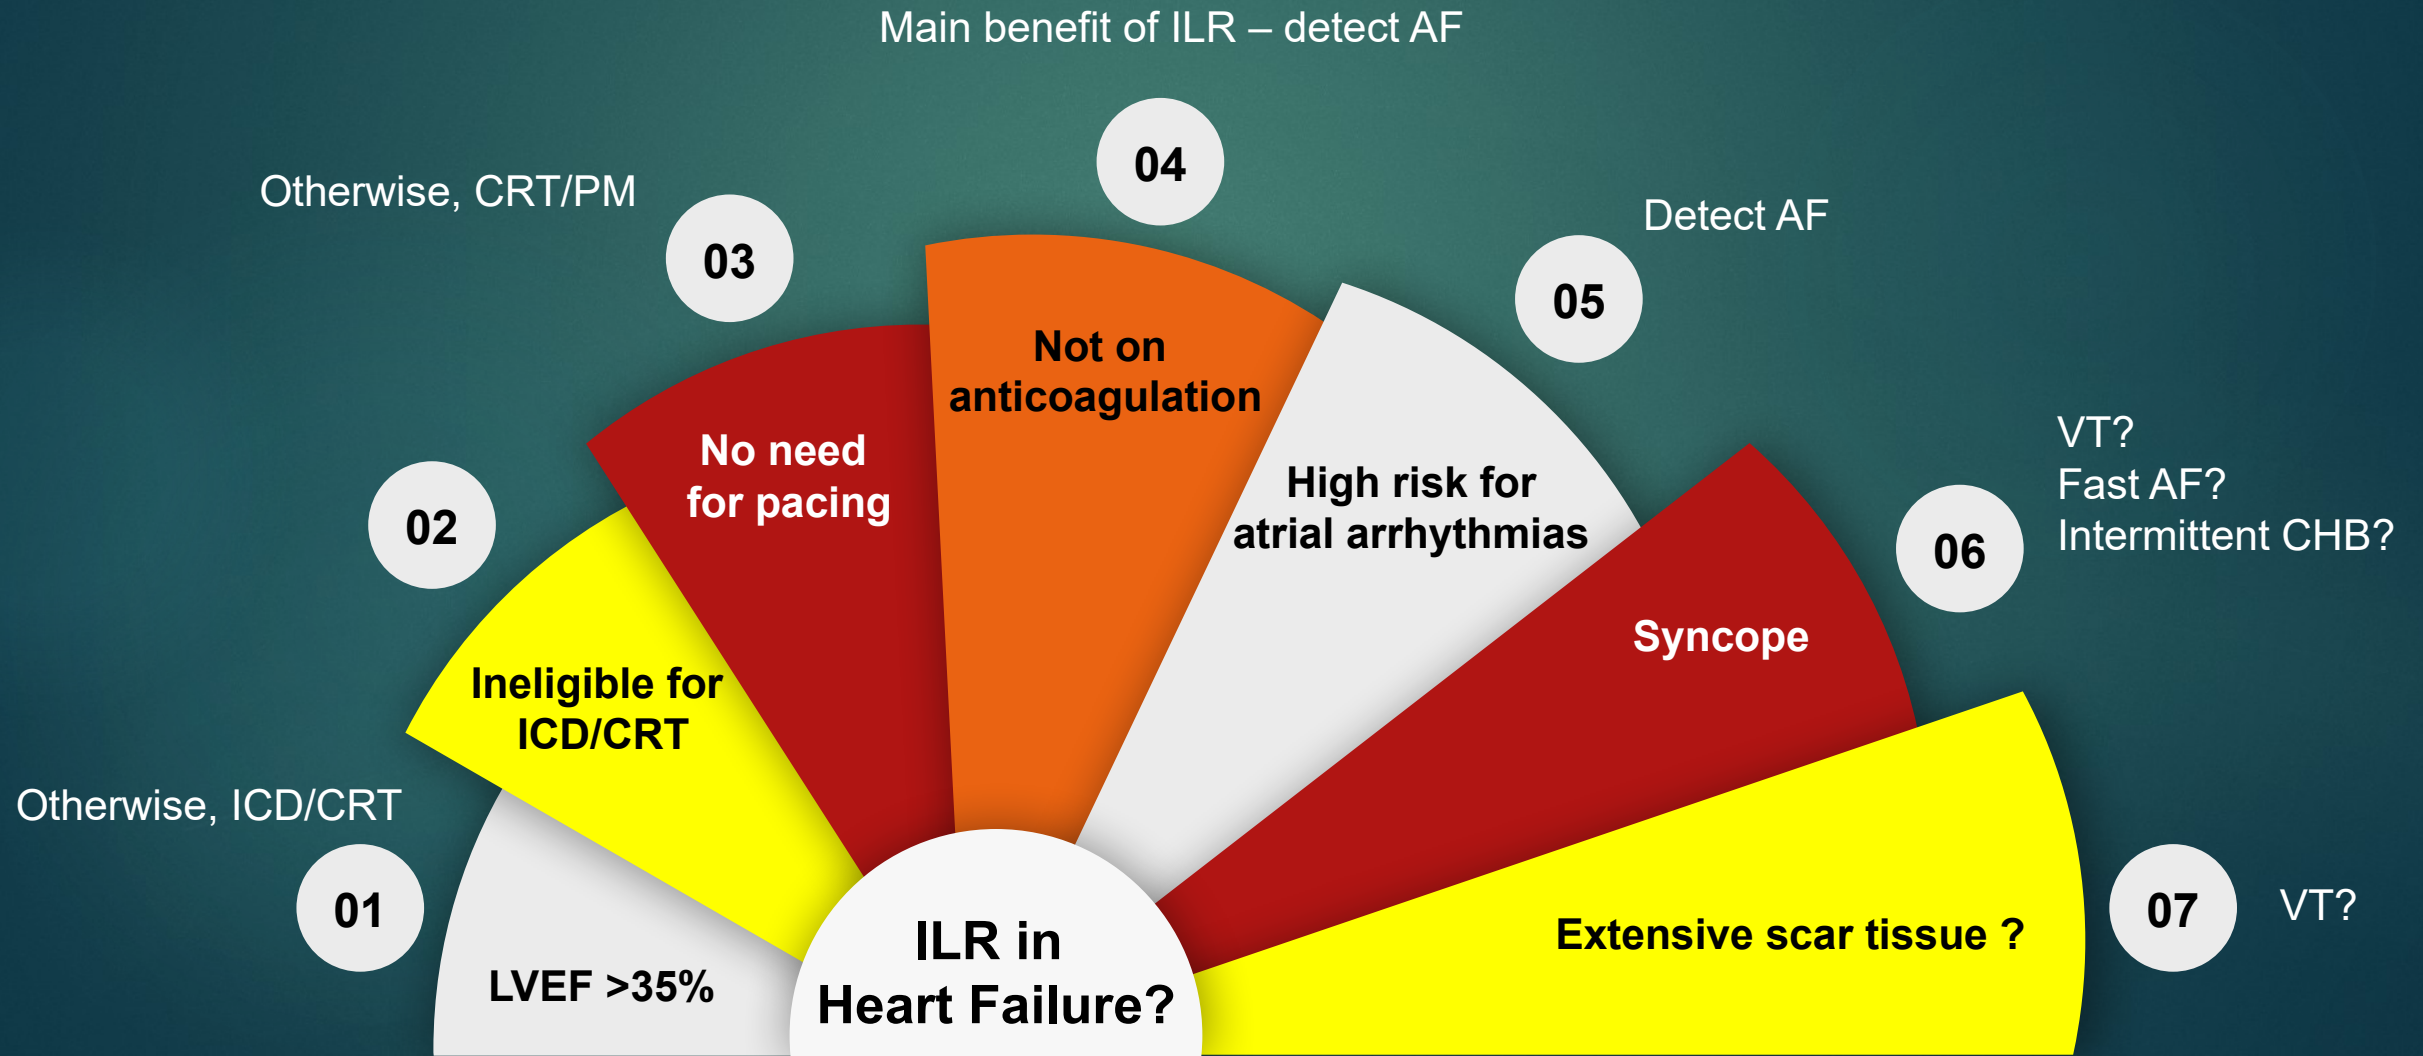 Main benefit of ILR – detect AF
04
Otherwise, CRT/PM
03
Detect AF
05
Not on
anticoagulation
No need
for pacing
High risk for
atrial arrhythmias
VT?
Fast AF?
Intermittent CHB?
02
06
Syncope
Ineligible for
ICD/CRT
Otherwise, ICD/CRT
01
LVEF >35%
ILR in
Heart Failure?
Extensive scar tissue ?
07
VT?